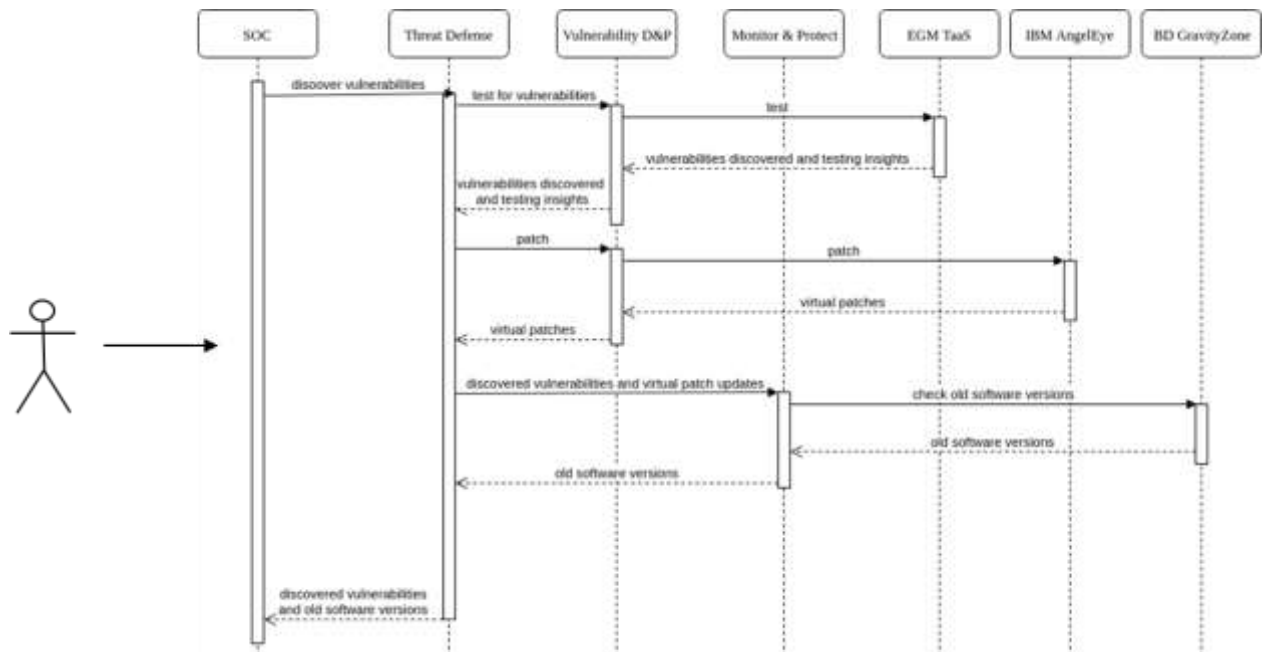 SOC
Threat Defense
Vulnerability D&P
Monitor & Protect
EGM TaaS
IBM AngelEye
BD GravityZone
discover vulnerabilities
test for vulnerabilities
test
vulnerabilities discovered and testing insights
vulnerabilities discovered
and testing insights
patch
patch
virtual patches
virtual patches
discovered vulnerabilities and virtual patch updates
check old software versions
old software versions
old software versions
discovered vulnerabilities
and old software versions